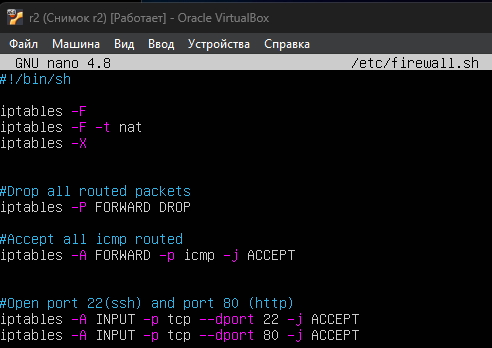 r2 (Снимок r2) [Работает] - Oracle VirtualBox
Файл Машина Вид Ввод Устройства Справка
GNU nano 4.8 /etc/firewall.sh
#!/bin/sh
iptables -F
iptables -F -t nat
iptables -X
#Drop all routed packets
iptables -P FORWARD DROP
#Accept all icmp routed
iptables -A FORWARD -p icmp -j ACCEPT
#Open port 22(ssh) and port 80 (http)
iptables -A INPUT -p tcp --dport 22 -j ACCEPT
iptables -A INPUT -p tcp --dport 80 -j ACCEPT